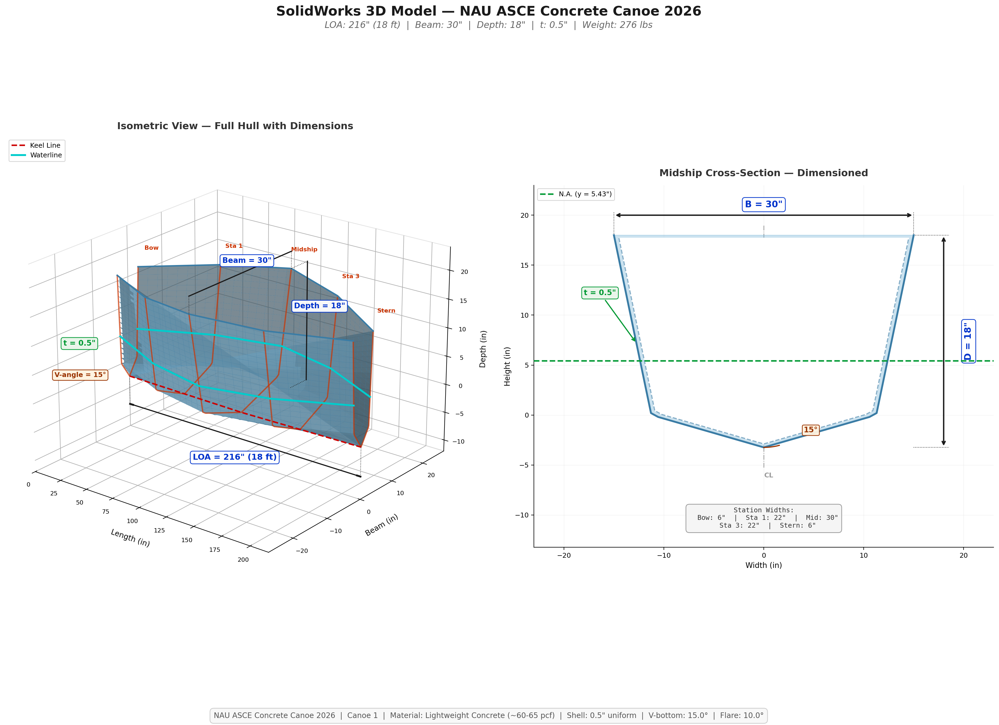 SolidWorks 3D Model — NAU ASCE Concrete Canoe 2026
LOA: 216" (18 ft)  |  Beam: 30"  |  Depth: 18"  |  t: 0.5"  |  Weight: 276 lbs
Isometric View — Full Hull with Dimensions
Keel Line
Waterline
Bow
Sta 1
Midship
Beam = 30"
Sta 3
Depth = 18"
Stern
t = 0.5"
V-angle = 15°
LOA = 216" (18 ft)
0
25
50
75
100
125
150
175
200
Length (in)
−20
−10
0
10
20
Beam (in)
20
15
10
5
0
−5
−10
Depth (in)
Midship Cross-Section — Dimensioned
N.A. (y = 5.43")
B = 30"
t = 0.5"
D = 18"
15°
CL
Station Widths:
Bow: 6"  |  Sta 1: 22"  |  Mid: 30"
Sta 3: 22"  |  Stern: 6"
20
15
10
5
0
−5
−10
Height (in)
−20
−10
0
10
20
Width (in)
NAU ASCE Concrete Canoe 2026  |  Canoe 1  |  Material: Lightweight Concrete (~60-65 pcf)  |  Shell: 0.5" uniform  |  V-bottom: 15.0°  |  Flare: 10.0°